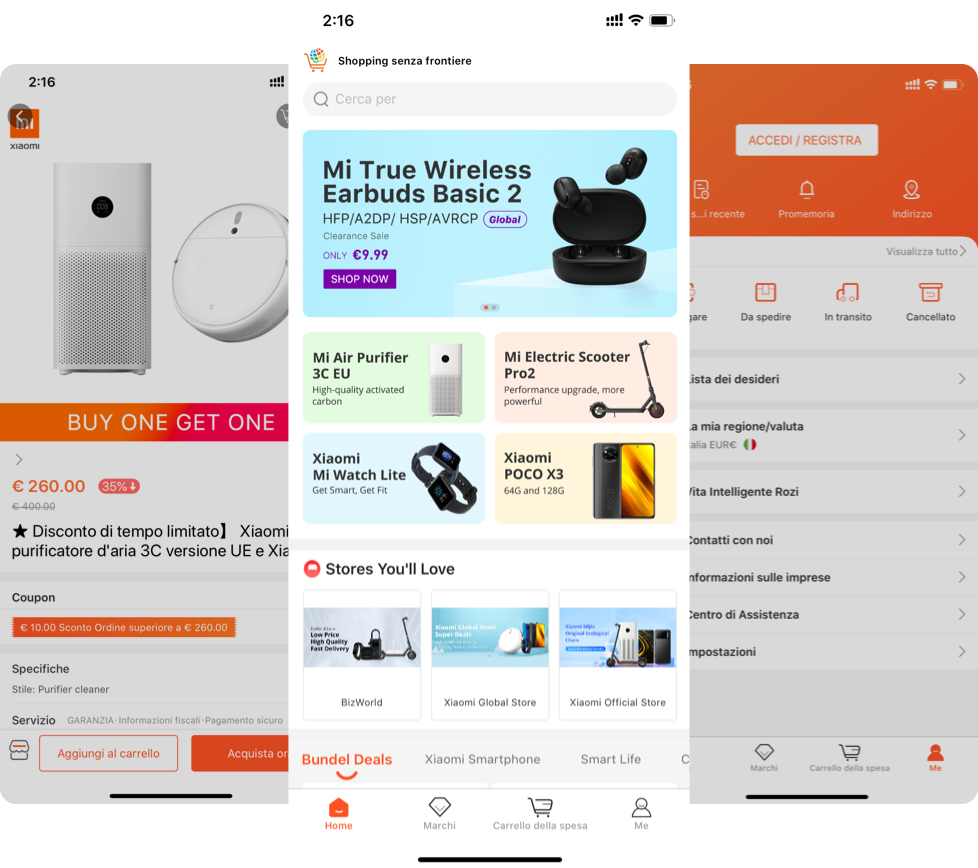 2:16
mi
XIAOMI
BUY ONE GET ONE
€ 260.00 35%
€ 400.00
★ Disconto di tempo limitato】 Xiaomi
purificatore d'aria 3C versione UE e Xia
Coupon
€ 10.00 Sconto Ordine superiore a € 260.00
Specifiche
Stile: Purifier cleaner
Servizio GARANZIA·Informazioni fiscali·Pagamento sicuro
Aggiungi al carrello
Acquista or
2:16
Shopping senza frontiere
Cerca per
Mi True Wireless
Earbuds Basic 2
HFP/A2DP/ HSP/AVRCP Global
Clearance Sale
ONLY €9.99
SHOP NOW
Mi Air Purifier
3C EU
High-quality activated
carbon
Mi Electric Scooter
Pro2
Performance upgrade, more
powerful
Xiaomi
Mi Watch Lite
Get Smart, Get Fit
Xiaomi
POCO X3
64G and 128G
Stores You'll Love
Low Price
High Quality
Fast Delivery
BizWorld
Xiaomi Global Store
Super Deals
Xiaomi Global Store
Xiaomi Mijia
Original Ecological
Chain
Xiaomi Official Store
Bundel Deals
Xiaomi Smartphone
Smart Life
C
Home
Marchi
Carrello della spesa
Me
ACCEDI / REGISTRA
s...i recente
Promemoria
Indirizzo
Visualizza tutto
gare
Da spedire
In transito
Cancellato
Lista dei desideri
La mia regione/valuta
talia EUR€
Vita Intelligente Rozi
Contatti con noi
nformazioni sulle imprese
Centro di Assistenza
mpostazioni
Marchi
Carrello della spesa
Me